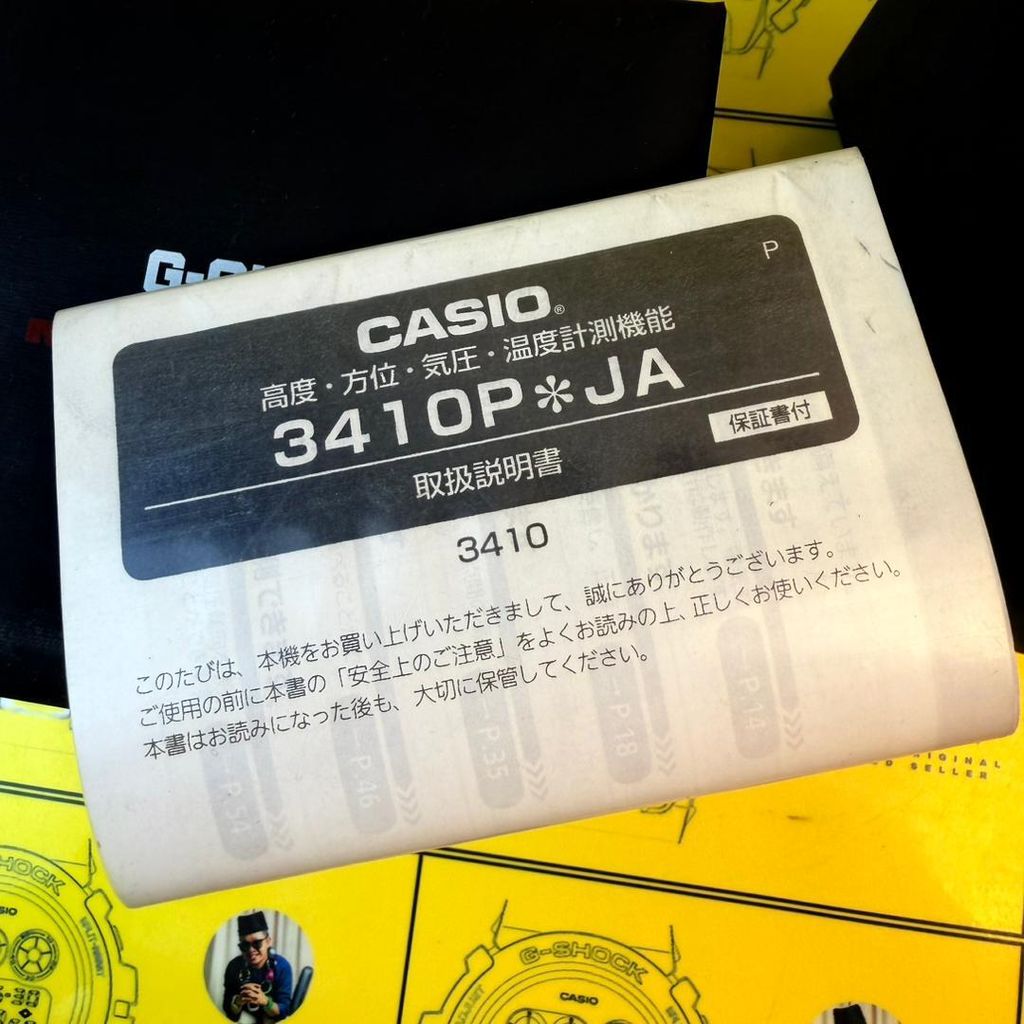 P
CASIO®
高度・方位・気圧・温度計測機能
3410P＊JA
保証書付
取扱説明書
3410
このたびは、本機をお買い上げいただきまして、誠にありがとうございます。
ご使用の前に本書の「安全上のご注意」をよくお読みの上、正しくお使いください。
本書はお読みになった後も、大切に保管してください。
P.14
P.18
P.35
P.46
P.54
SELLER
G-SHOCK
CASIO